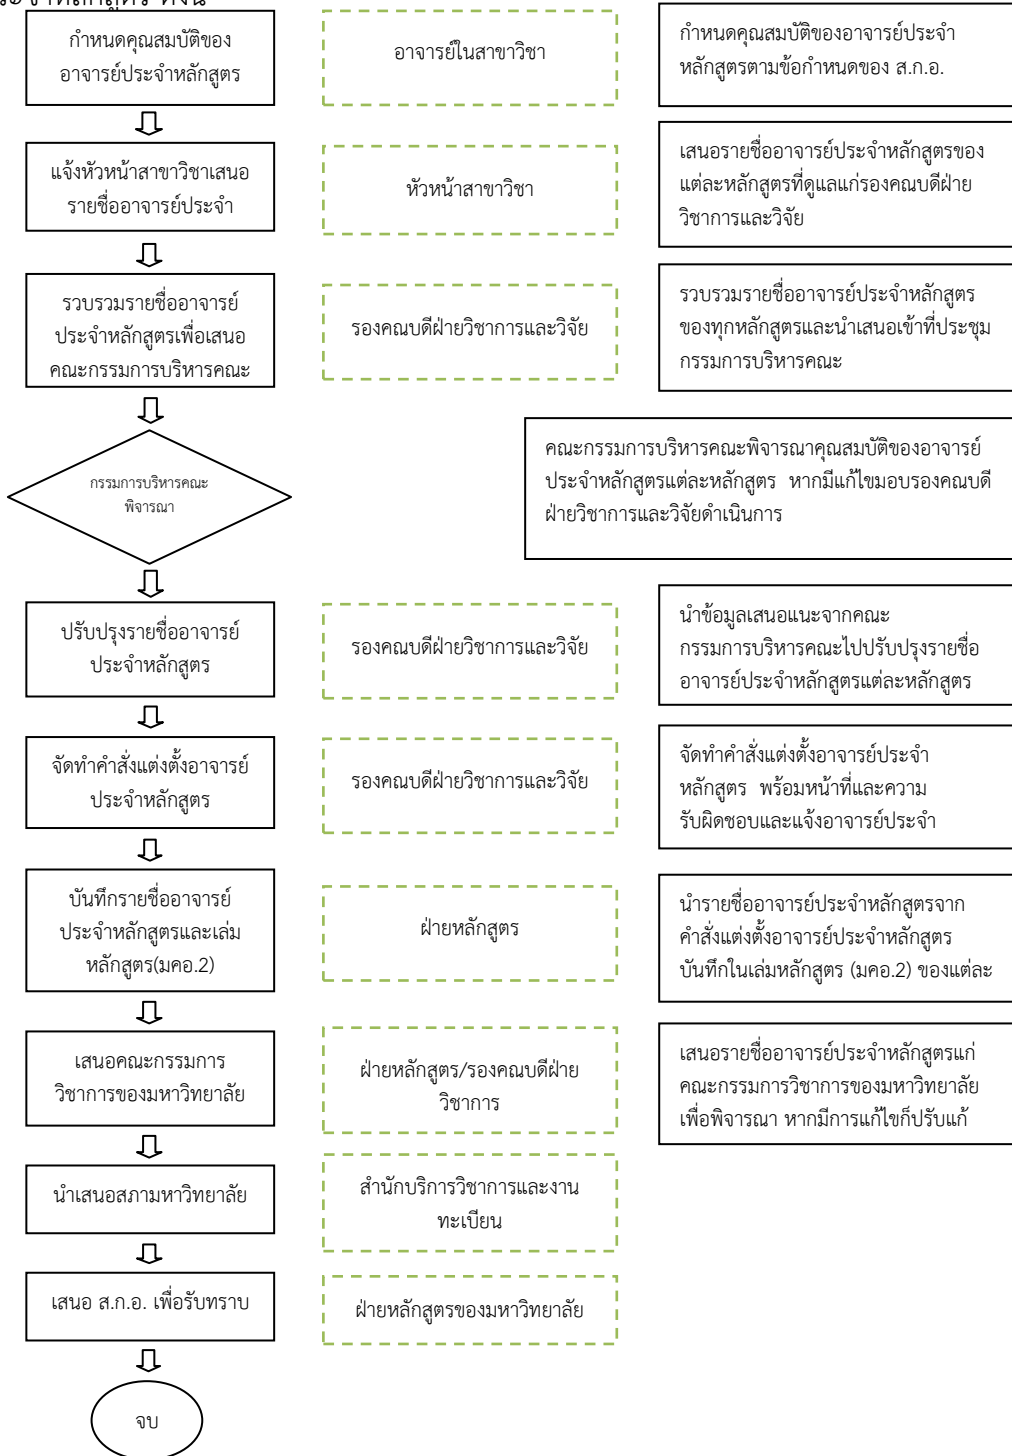 กำหนดคุณสมบัติของ
อาจารย์ประจำหลักสูตร
อาจารย์ในสาขาวิชา
กำหนดคุณสมบัติของอาจารย์ประจำ
หลักสูตรตามข้อกำหนดของ ส.ก.อ.
แจ้งหัวหน้าสาขาวิชาเสนอ
รายชื่ออาจารย์ประจำ
หัวหน้าสาขาวิชา
เสนอรายชื่ออาจารย์ประจำหลักสูตรของ
แต่ละหลักสูตรที่ดูแลแก่รองคณบดีฝ่าย
วิชาการและวิจัย
รวบรวมรายชื่ออาจารย์
ประจำหลักสูตรเพื่อเสนอ
คณะกรรมการบริหารคณะ
รองคณบดีฝ่ายวิชาการและวิจัย
รวบรวมรายชื่ออาจารย์ประจำหลักสูตร
ของทุกหลักสูตรและนำเสนอเข้าที่ประชุม
กรรมการบริหารคณะ
กรรมการบริหารคณะ
พิจารณา
คณะกรรมการบริหารคณะพิจารณาคุณสมบัติของอาจารย์
ประจำหลักสูตรแต่ละหลักสูตร หากมีแก้ไขมอบรองคณบดี
ฝ่ายวิชาการและวิจัยดำเนินการ
ปรับปรุงรายชื่ออาจารย์
ประจำหลักสูตร
รองคณบดีฝ่ายวิชาการและวิจัย
นำข้อมูลเสนอแนะจากคณะ
กรรมการบริหารคณะไปปรับปรุงรายชื่อ
อาจารย์ประจำหลักสูตรแต่ละหลักสูตร
จัดทำคำสั่งแต่งตั้งอาจารย์
ประจำหลักสูตร
รองคณบดีฝ่ายวิชาการและวิจัย
จัดทำคำสั่งแต่งตั้งอาจารย์ประจำ
หลักสูตร พร้อมหน้าที่และความ
รับผิดชอบและแจ้งอาจารย์ประจำ
บันทึกรายชื่ออาจารย์
ประจำหลักสูตรและเล่ม
หลักสูตร(มคอ.2)
ฝ่ายหลักสูตร
นำรายชื่ออาจารย์ประจำหลักสูตรจาก
คำสั่งแต่งตั้งอาจารย์ประจำหลักสูตร
บันทึกในเล่มหลักสูตร (มคอ.2) ของแต่ละ
เสนอคณะกรรมการ
วิชาการของมหาวิทยาลัย
ฝ่ายหลักสูตร/รองคณบดีฝ่าย
วิชาการ
เสนอรายชื่ออาจารย์ประจำหลักสูตรแก่
คณะกรรมการวิชาการของมหาวิทยาลัย
เพื่อพิจารณา หากมีการแก้ไขก็ปรับแก้
นำเสนอสภามหาวิทยาลัย
สำนักบริการวิชาการและงาน
ทะเบียน
เสนอ ส.ก.อ. เพื่อรับทราบ
ฝ่ายหลักสูตรของมหาวิทยาลัย
จบ